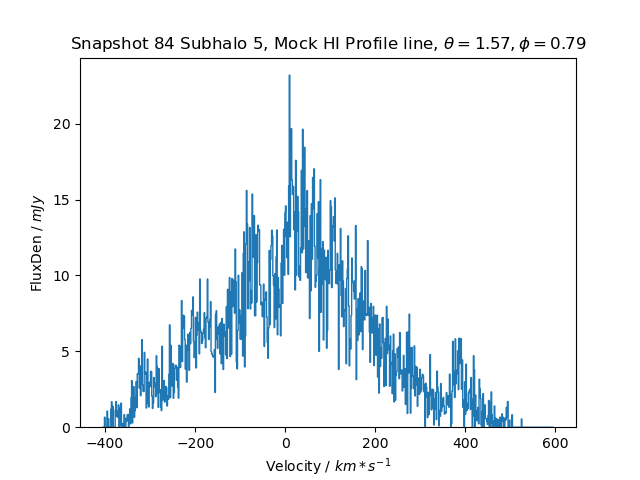 Snapshot 84 Subhalo 5, Mock HI Profile line, θ = 1.57, ϕ = 0.79
FluxDen / mJy
20
15
10
5
0
−400 −200 0 200 400 600
Velocity / km * s⁻¹